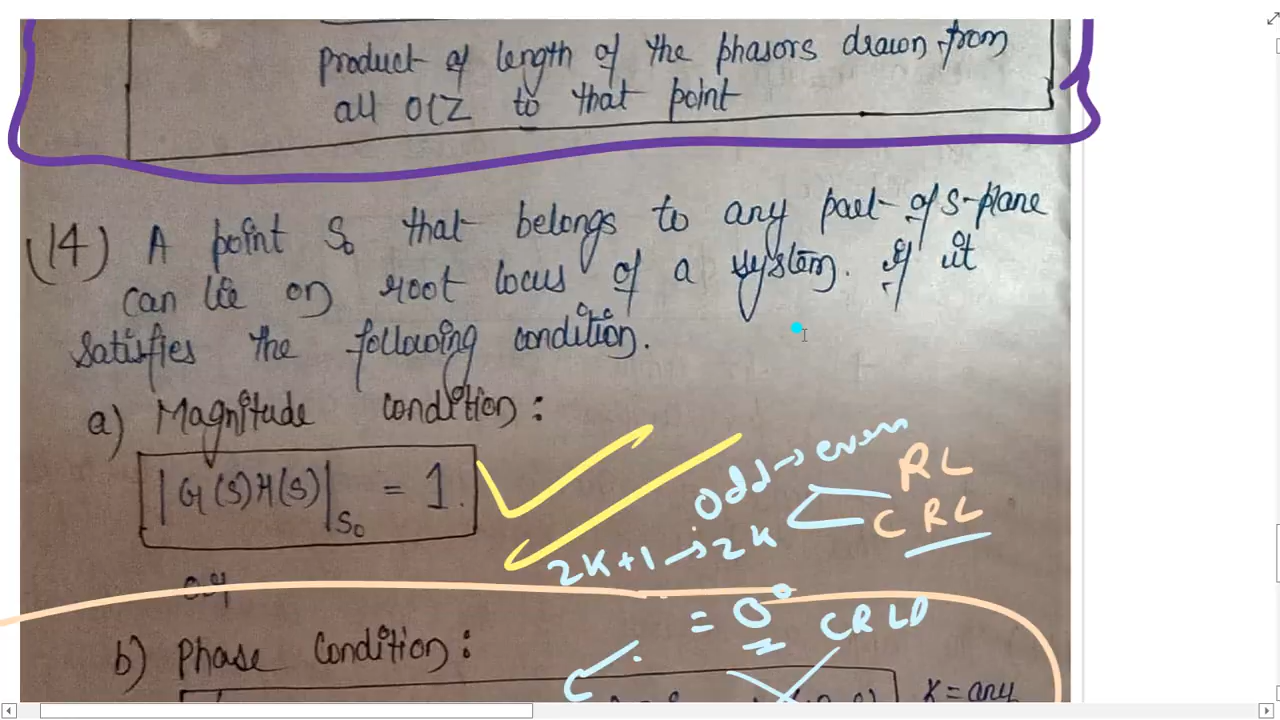 product of length of the phasors drawn from
all OLZ to that point
(14) A point S₀ that belongs to any part of s-plane
can lie on root locus of a system. if it
satisfies the following condition.
a) Magnitude condition:
|G(s)H(s)|S₀ = 1.
odd → even
RL
CRL
2K+1 → 2K
or
= 0°
CRLD
b) Phase Condition:
K = any